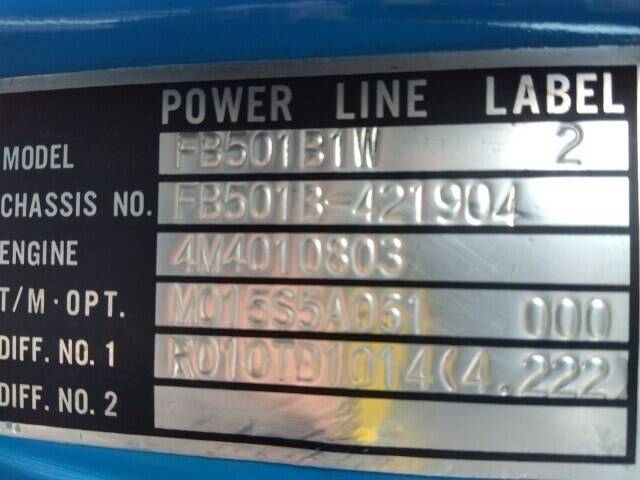 POWER LINE LABEL
MODEL FB501B1W 2
CHASSIS NO. FB501B-421904
ENGINE 4M4010803
T/M·OPT. M015S5A061 000
DIFF. NO. 1 R010TD1014(4.222
DIFF. NO. 2